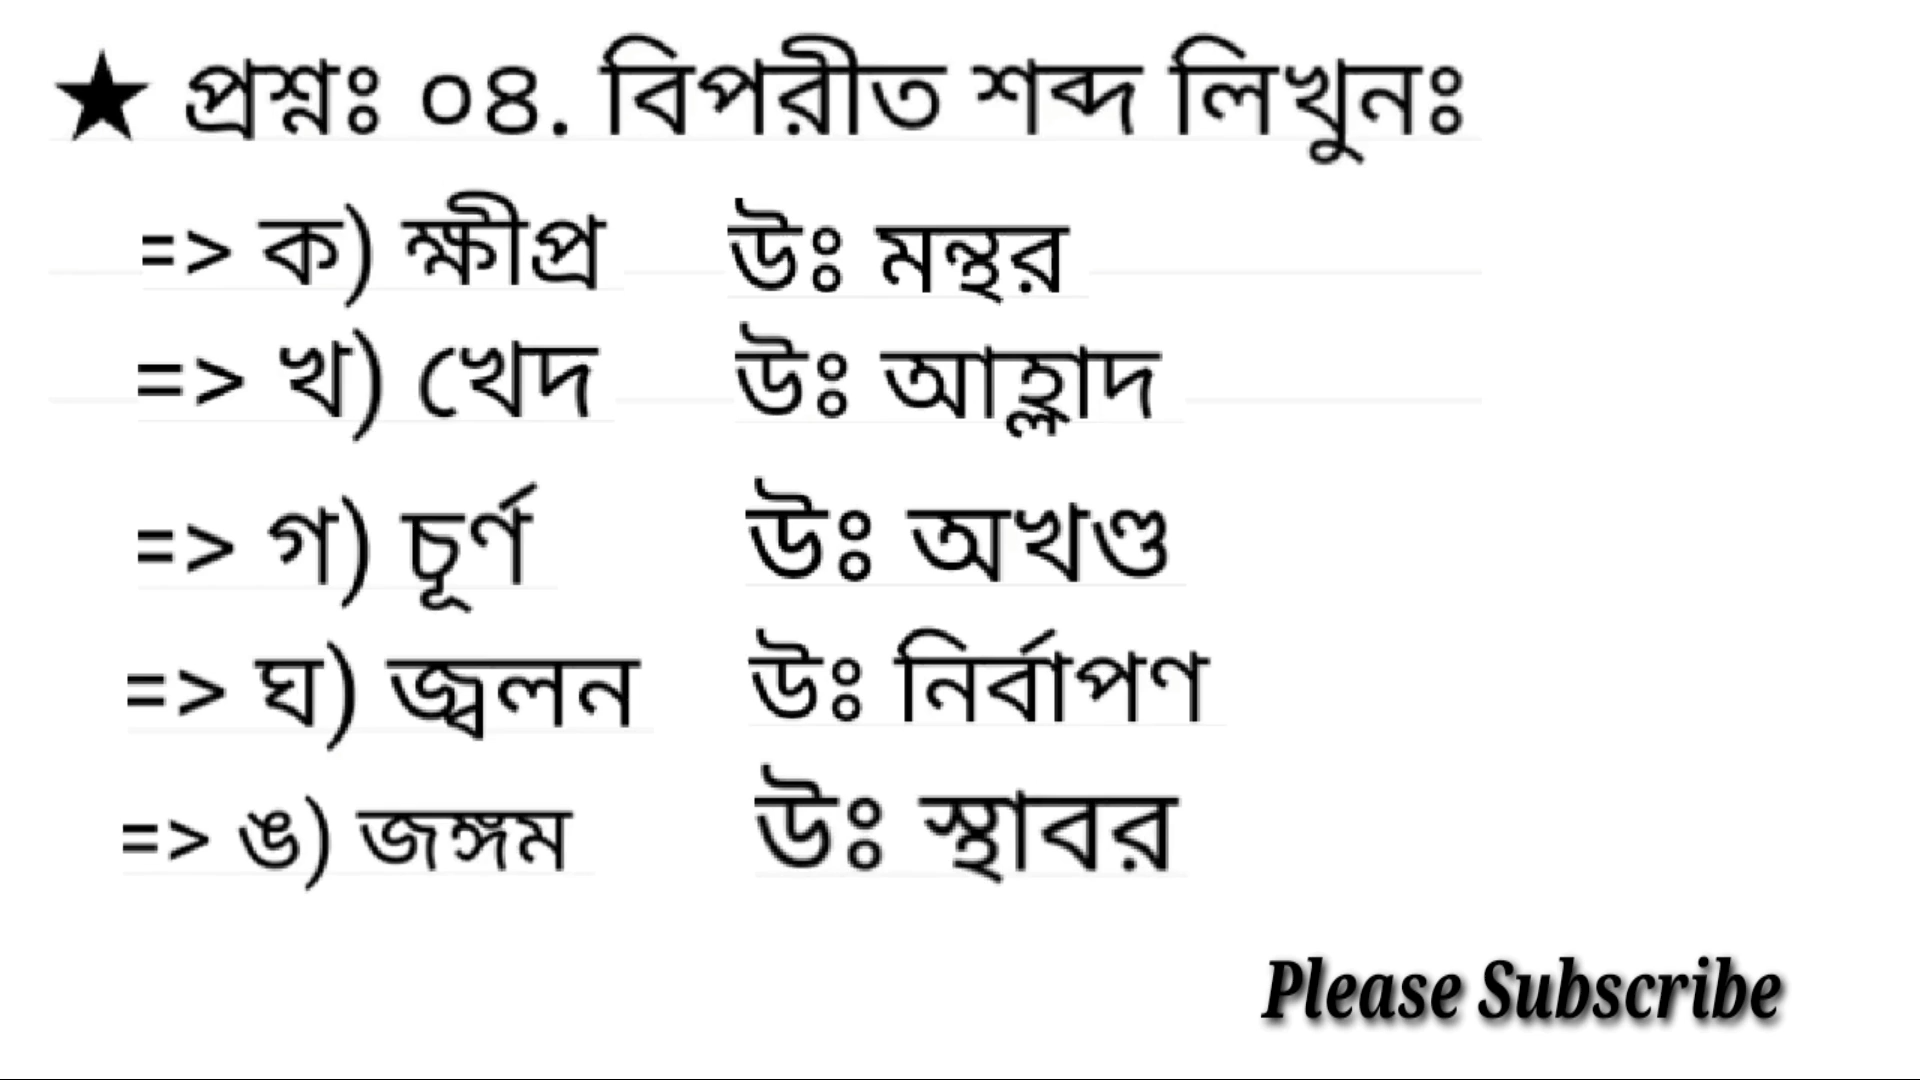 ★ প্রশ্নঃ ০৪. বিপরীত শব্দ লিখুনঃ
=> ক) ক্ষীপ্র উঃ মন্থর
=> খ) খেদ উঃ আহ্লাদ
=> গ) চূর্ণ উঃ অখণ্ড
=> ঘ) জ্বলন উঃ নির্বাপণ
=> ঙ) জঙ্গম উঃ স্থাবর
Please Subscribe